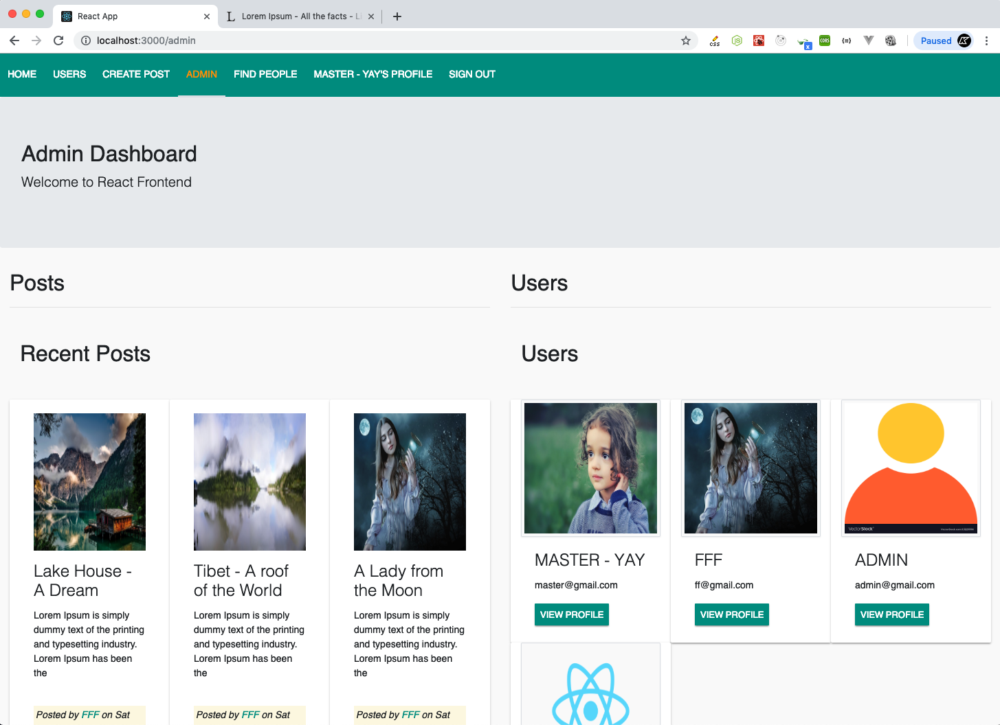 React App
Lorem Ipsum - All the facts - Li
localhost:3000/admin
css
JS
CORS
{=}
x
Paused
HOME
USERS
CREATE POST
ADMIN
FIND PEOPLE
MASTER - YAY'S PROFILE
SIGN OUT
Admin Dashboard
Welcome to React Frontend
Posts
Recent Posts
Lake House -
A Dream
Lorem Ipsum is simply
dummy text of the printing
and typesetting industry.
Lorem Ipsum has been
the
Posted by FFF on Sat
Tibet - A roof
of the World
Lorem Ipsum is simply
dummy text of the printing
and typesetting industry.
Lorem Ipsum has been
the
Posted by FFF on Sat
A Lady from
the Moon
Lorem Ipsum is simply
dummy text of the printing
and typesetting industry.
Lorem Ipsum has been
the
Posted by FFF on Sat
Users
Users
MASTER - YAY
master@gmail.com
VIEW PROFILE
FFF
ff@gmail.com
VIEW PROFILE
VectorStock
ADMIN
admin@gmail.com
VIEW PROFILE